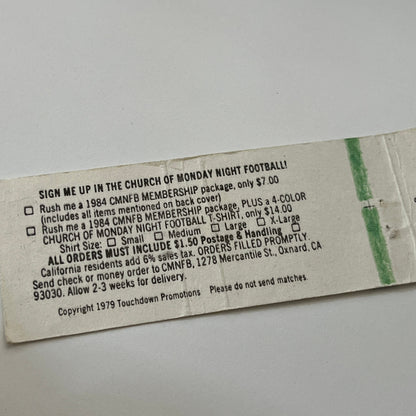 SIGN ME UP IN THE CHURCH OF MONDAY NIGHT FOOTBALL!
☐ Rush me a 1984 CMNFB MEMBERSHIP package, only $7.00
(includes all items mentioned on back cover)
☐ Rush me a 1984 CMNFB MEMBERSHIP package, PLUS a 4-COLOR
CHURCH OF MONDAY NIGHT FOOTBALL T-SHIRT, only $14.00
Shirt Size: ☐ Small ☐ Medium ☐ Large ☐ X-Large
ALL ORDERS MUST INCLUDE $1.50 Postage & Handling
California residents add 6% sales tax. ORDERS FILLED PROMPTLY.
Send check or money order to CMNFB, 1278 Mercantile St., Oxnard, CA
93030. Allow 2-3 weeks for delivery.
Copyright 1979 Touchdown Promotions Please do not send matches.